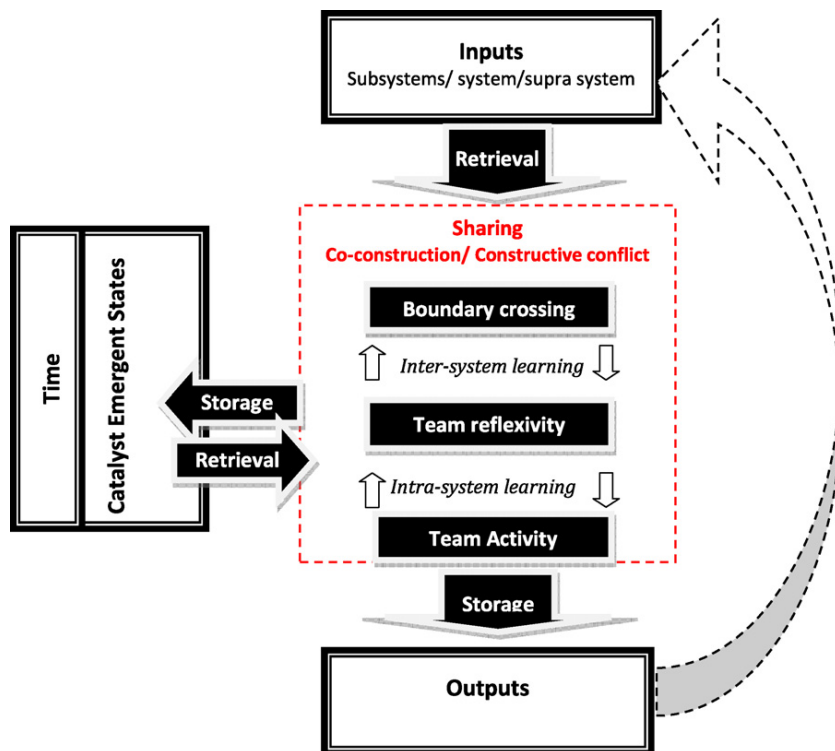 Inputs
Subsystems/ system/supra system
Retrieval
Sharing
Co-construction/ Constructive conflict
Boundary crossing
Inter-system learning
Time
Catalyst Emergent States
Storage
Retrieval
Team reflexivity
Intra-system learning
Team Activity
Storage
Outputs